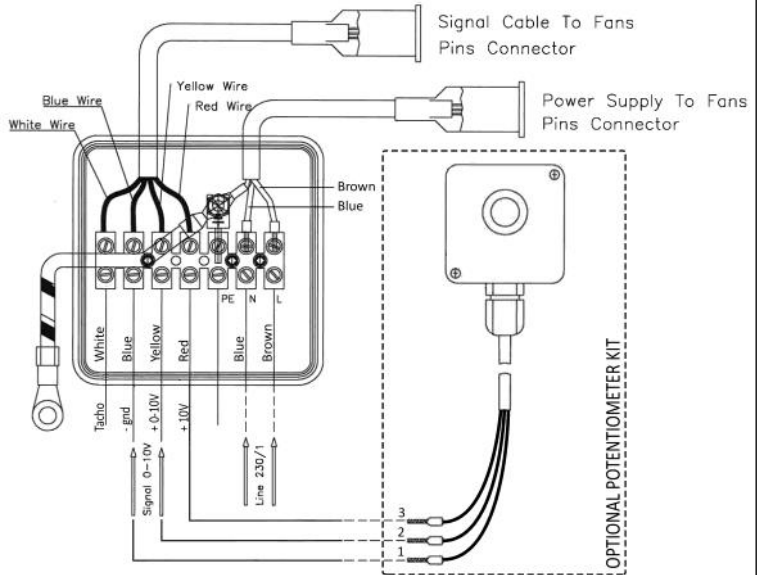 Signal Cable To Fans
Pins Connector
Yellow Wire
Blue Wire
Red Wire
White Wire
Power Supply To Fans
Pins Connector
Brown
Blue
PE
N
L
White
Blue
Yellow
Red
Blue
Brown
Tacho
- gnd
+ 0-10V
+ 10V
Signal 0-10V
Line 230/1
3
2
1
OPTIONAL POTENTIOMETER KIT